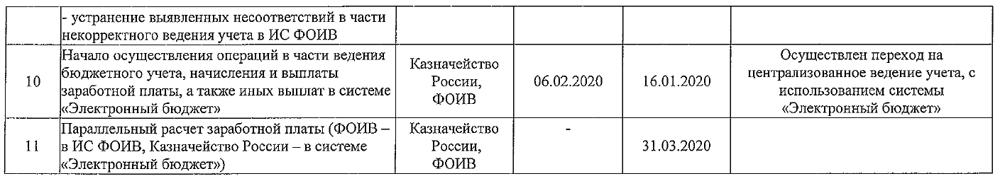 - устранение выявленных несоответствий в части
некорректного ведения учета в ИС ФОИВ
10
Начало осуществления операций в части ведения
бюджетного учета, начисления и выплаты
заработной платы, а также иных выплат в системе
«Электронный бюджет»
Казначейство
России,
ФОИВ
06.02.2020
16.01.2020
Осуществлен переход на
централизованное ведение учета, с
использованием системы
«Электронный бюджет»
11
Параллельный расчет заработной платы (ФОИВ –
в ИС ФОИВ, Казначейство России – в системе
«Электронный бюджет»)
Казначейство
России,
ФОИВ
-
31.03.2020